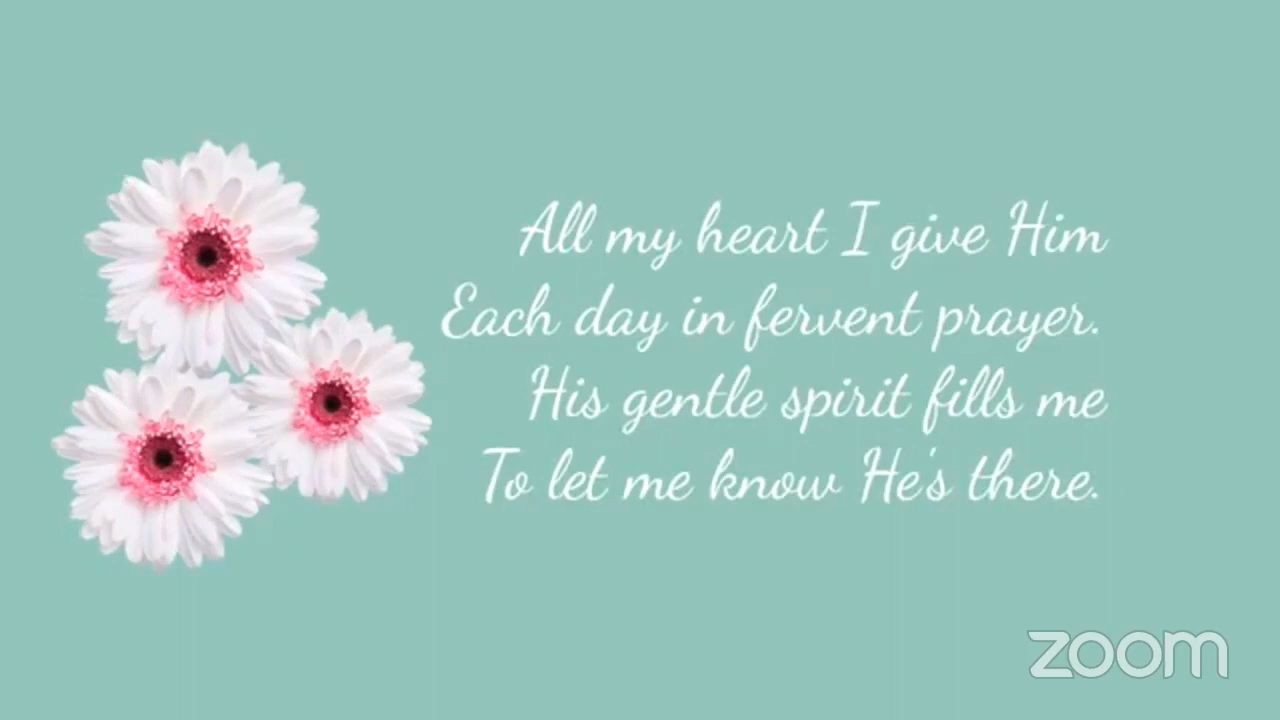 All my heart I give Him
Each day in fervent prayer.
His gentle spirit fills me
To let me know He's there.
zoom